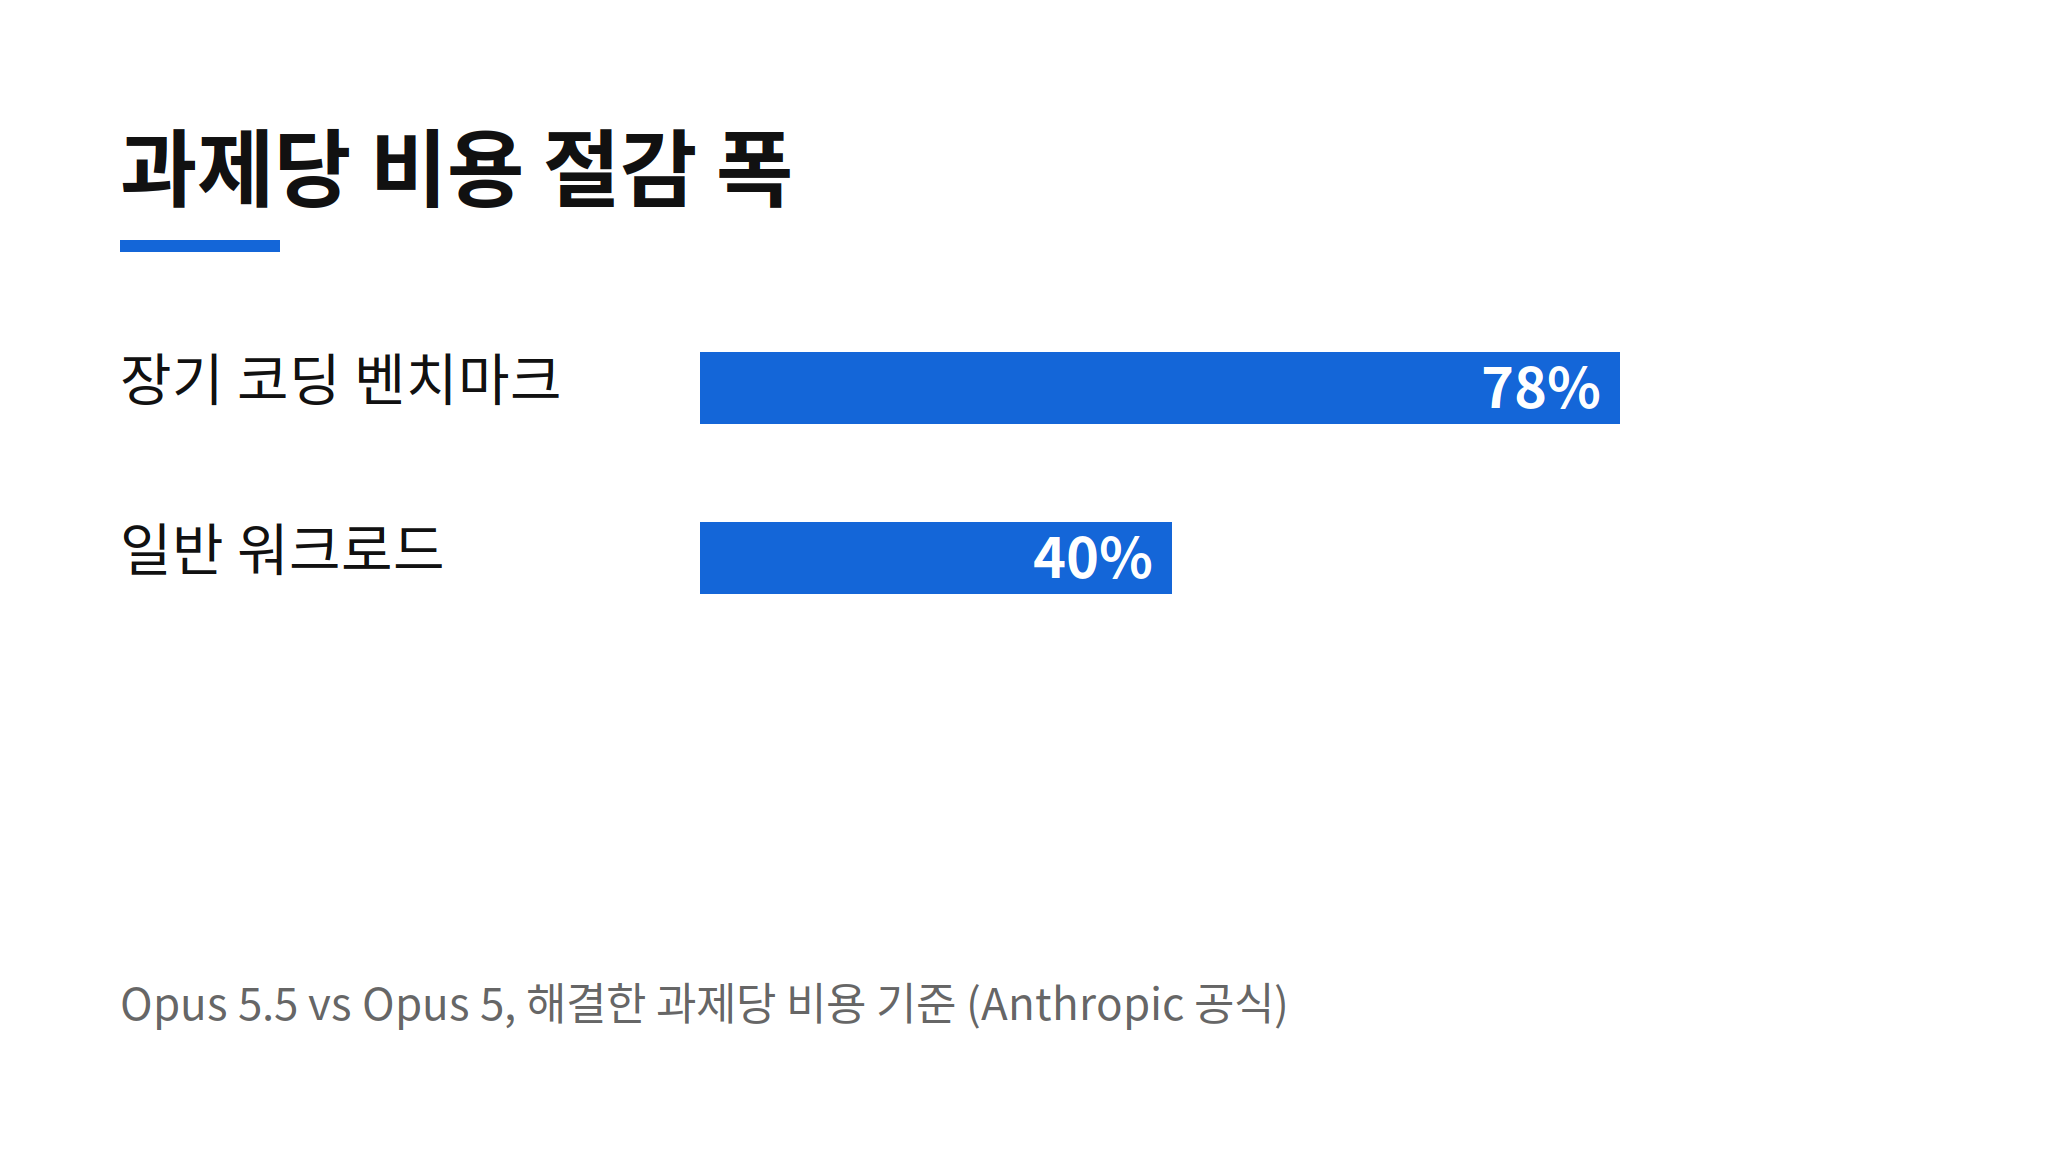 과제당 비용 절감 폭
장기 코딩 벤치마크
78%
일반 워크로드
40%
Opus 5.5 vs Opus 5, 해결한 과제당 비용 기준 (Anthropic 공식)